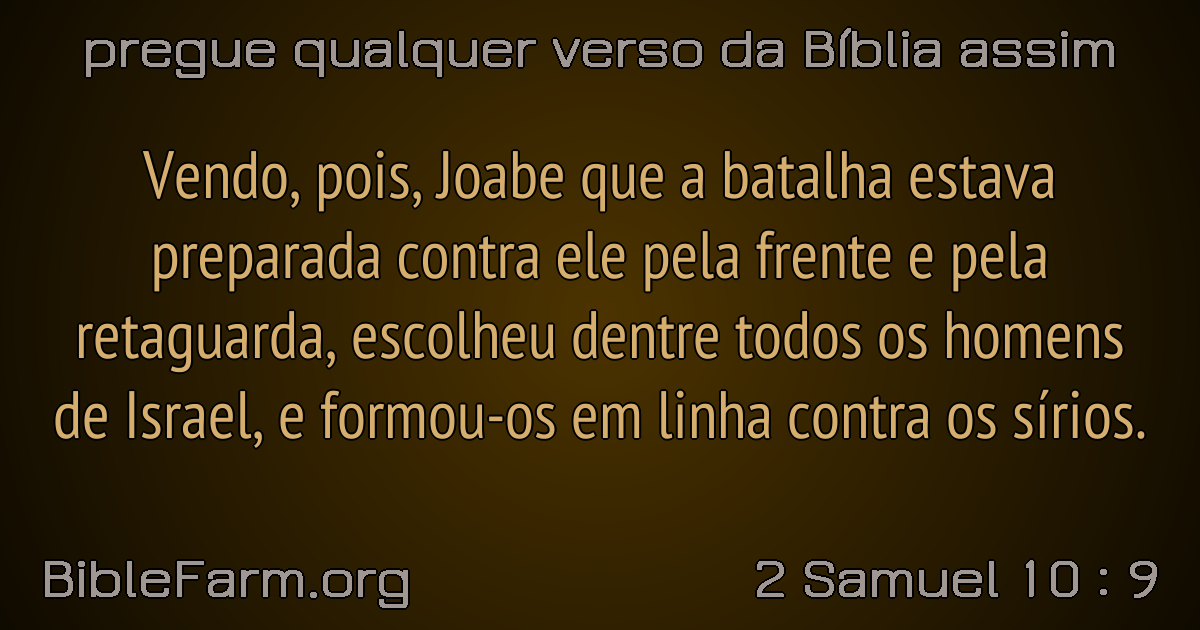 pregue qualquer verso da Bíblia assim
Vendo, pois, Joabe que a batalha estava
preparada contra ele pela frente e pela
retaguarda, escolheu dentre todos os homens
de Israel, e formou-os em linha contra os sírios.
BibleFarm.org
2 Samuel 10 : 9